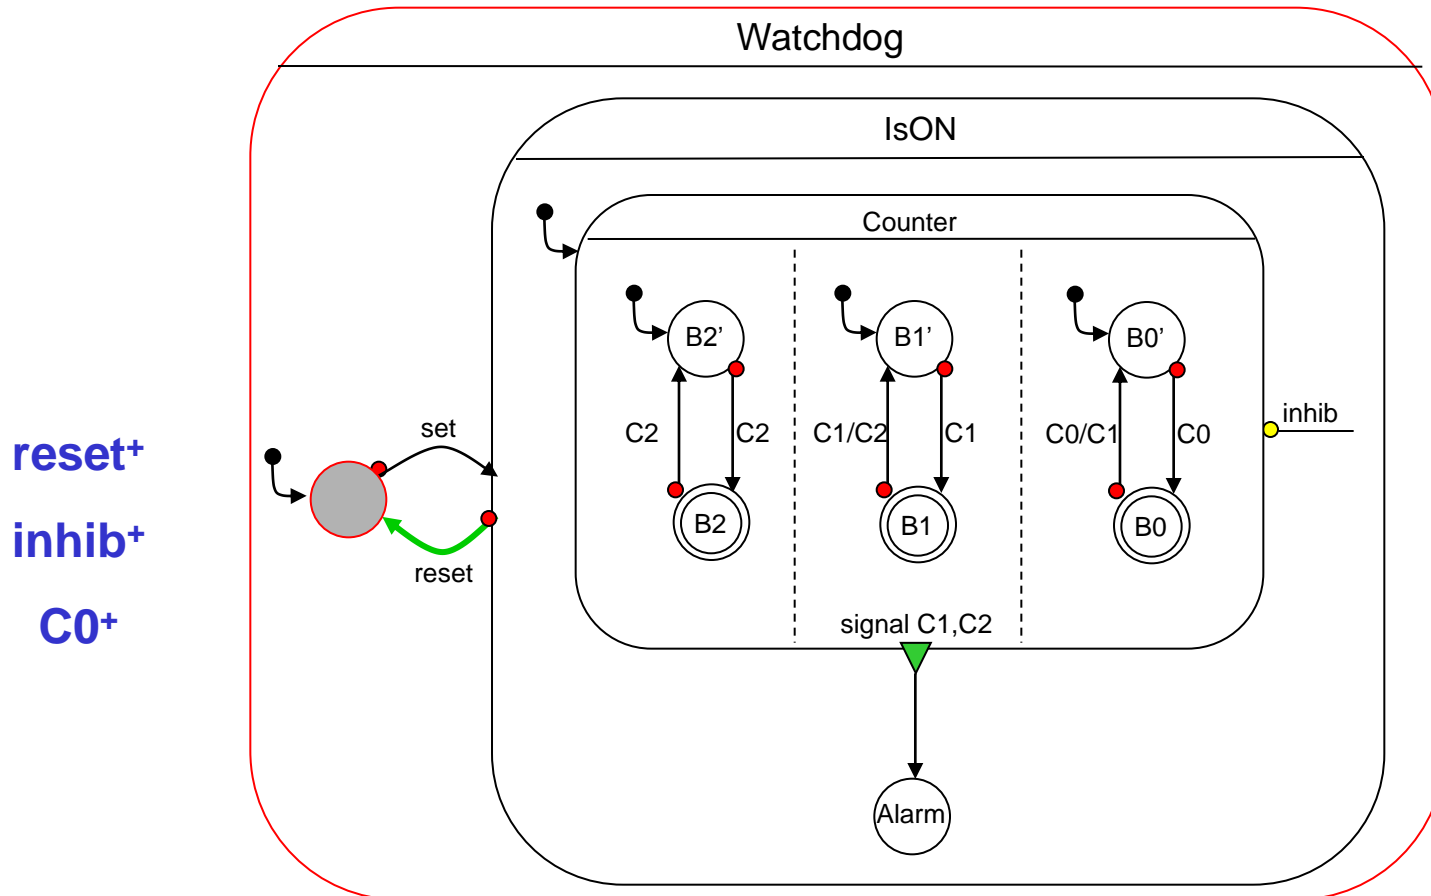 Watchdog
IsON
Counter
B2’ B1’ B0’
inhib
set
C2 C2 C1/C2 C1 C0/C1 C0
reset⁺
inhib⁺
C0⁺
B2 B1 B0
reset
signal C1,C2
Alarm